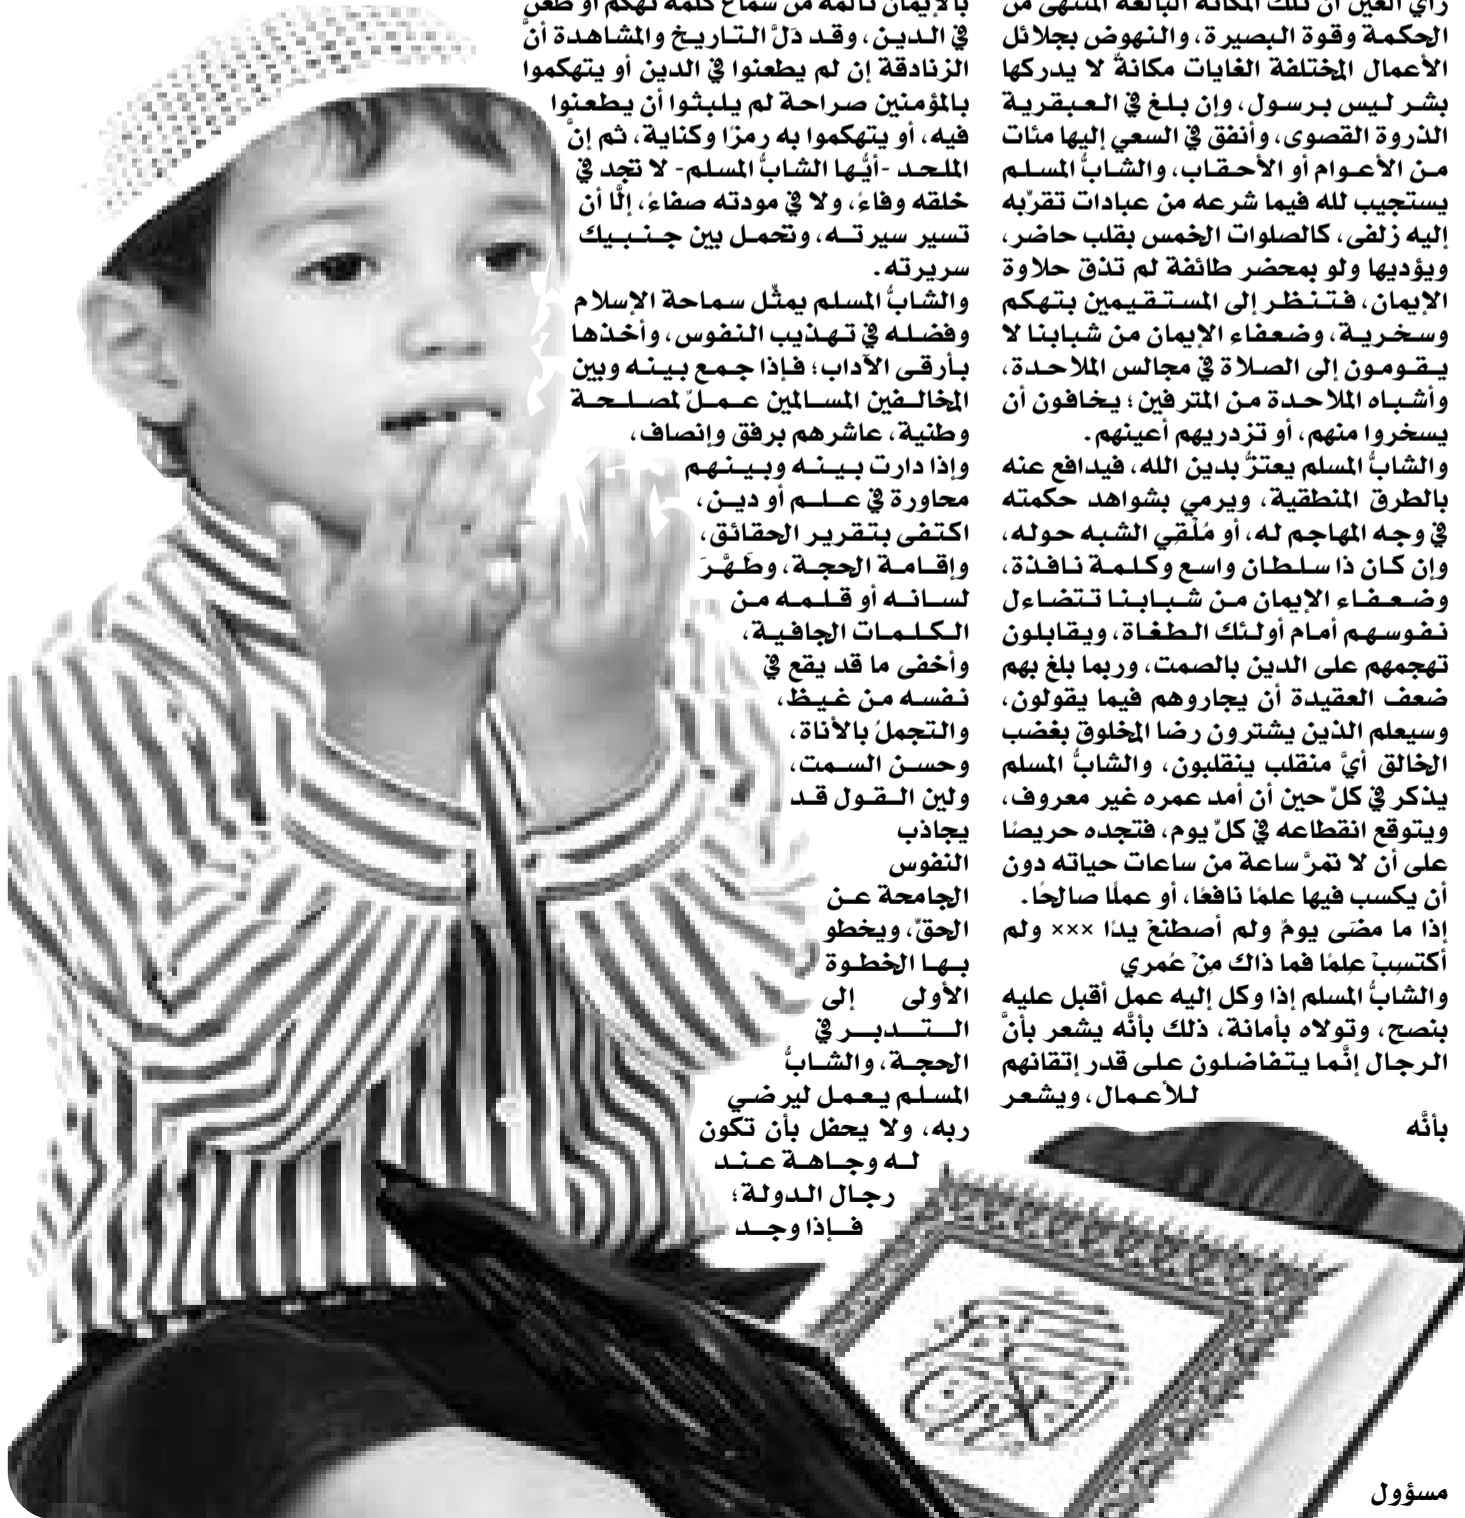 رأي العين أن تلك المكانة البالغة المنتهى من
الحكمة وقوة البصيرة، والنهوض بجلائل
الأعمال المختلفة الغايات مكانةٌ لا يدركها
بشر ليس برسول، وإن بلغ في العبقرية
الذروة القصوى، وأنفق في السعي إليها مئات
من الأعوام أو الأحقاب، والشابُّ المسلم
يستجيب لله فيما شرعه من عبادات تقرِّبه
إليه زلفى، كالصلوات الخمس بقلب حاضر،
ويؤديها ولو بمحضر طائفة لم تذق حلاوة
الإيمان، فتنظر إلى المستقيمين بتهكم
وسخرية، وضعفاء الإيمان من شبابنا لا
يقومون إلى الصلاة في مجالس الملاحدة،
وأشباه الملاحدة من المترفين؛ يخافون أن
يسخروا منهم، أو تزدريهم أعينهم.
والشابُّ المسلم يعتزُّ بدين الله، فيدافع عنه
بالطرق المنطقية، ويرمي بشواهد حكمته
في وجه المهاجم له، أو مُلْقِي الشبه حوله،
وإن كان ذا سلطان واسع وكلمة نافذة،
وضعفاء الإيمان من شبابنا تتضاءل
نفوسهم أمام أولئك الطغاة، ويقابلون
تهجمهم على الدين بالصمت، وربما بلغ بهم
ضعف العقيدة أن يجاروهم فيما يقولون،
وسيعلم الذين يشترون رضا المخلوق بغضب
الخالق أيَّ منقلب ينقلبون، والشابُّ المسلم
يذكر في كلِّ حين أن أمد عمره غير معروف،
ويتوقع انقطاعه في كلِّ يوم، فتجده حريصًا
على أن لا تمرَّ ساعة من ساعات حياته دون
أن يكسب فيها علمًا نافعًا، أو عملًا صالحًا.
إذا ما مضَى يومٌ ولم أصطنعْ يدًا ××× ولم
أكتسِبْ عِلمًا فما ذاك مِنْ عُمري
والشابُّ المسلم إذا وكل إليه عمل أقبل عليه
بنصح، وتولاه بأمانة، ذلك بأنَّه يشعر بأنَّ
الرجال إنَّما يتفاضلون على قدر إتقانهم
للأعمال، ويشعر
بأنَّه
مسؤول
بالإيمان تألمه من سماع كلمة تهكم أو طعن
في الدين، وقد دَلَّ التاريخ والمشاهدة أنَّ
الزنادقة إن لم يطعنوا في الدين أو يتهكموا
بالمؤمنين صراحة لم يلبثوا أن يطعنوا
فيه، أو يتهكموا به رمزًا وكناية، ثم إنَّ
الملحد -أيُّها الشابُّ المسلم- لا تجد في
خلقه وفاءً، ولا في مودته صفاءً، إلَّا أن
تسير سيرته، وتحمل بين جنبيك
سريرته.
والشابُّ المسلم يمثِّل سماحة الإسلام
وفضله في تهذيب النفوس، وأخذها
بأرقى الآداب؛ فإذا جمع بينه وبين
المخالفين المسالمين عملٌ لمصلحة
وطنية، عاشرهم برفق وإنصاف،
وإذا دارت بينه وبينهم
محاورة في علم أو دين،
اكتفى بتقرير الحقائق،
وإقامة الحجة، وطَهَّرَ
لسانه أو قلمه من
الكلمات الجافية،
وأخفى ما قد يقع في
نفسه من غيظ،
والتجملُ بالأناة،
وحسن السمت،
ولين القول قد
يجاذب
النفوس
الجامحة عن
الحقِّ، ويخطو
بها الخطوة
الأولى إلى
التدبر في
الحجة، والشابُّ
المسلم يعمل ليرضي
ربه، ولا يحفل بأن تكون
له وجاهة عند
رجال الدولة؛
فإذا وجد